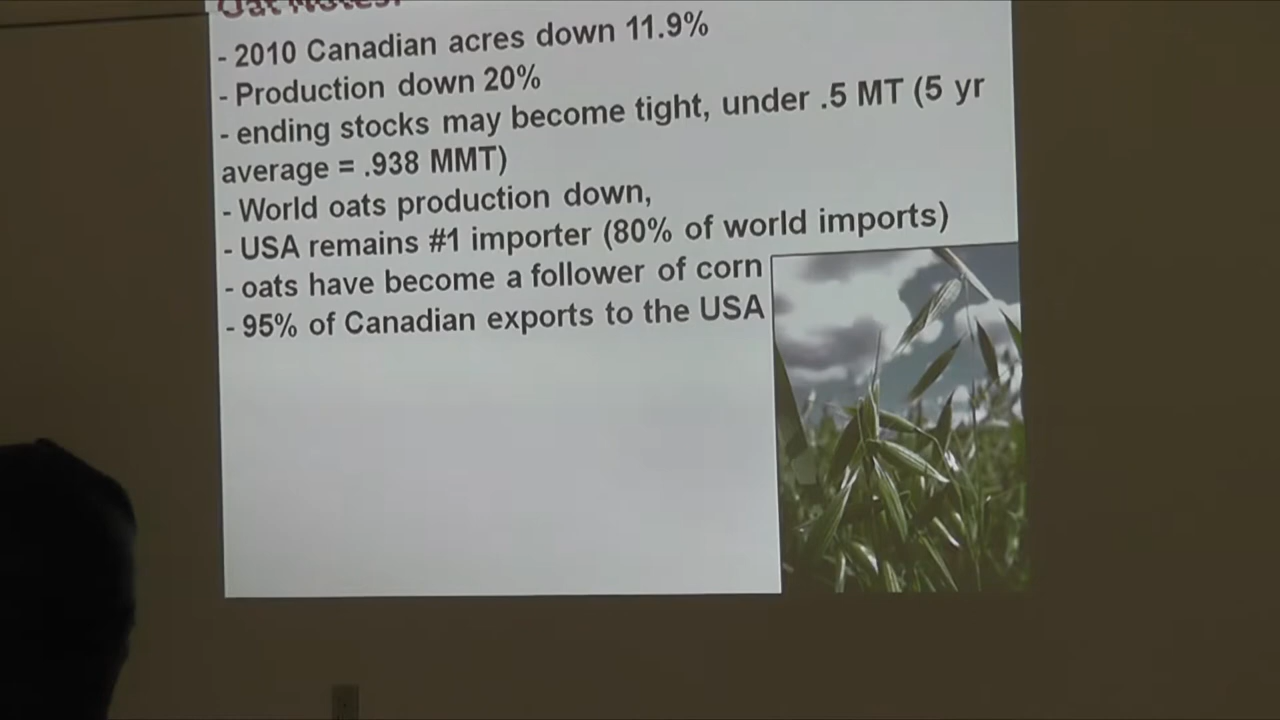 Oat Notes:
- 2010 Canadian acres down 11.9%
- Production down 20%
- ending stocks may become tight, under .5 MT (5 yr
average = .938 MMT)
- World oats production down,
- USA remains #1 importer (80% of world imports)
- oats have become a follower of corn
- 95% of Canadian exports to the USA